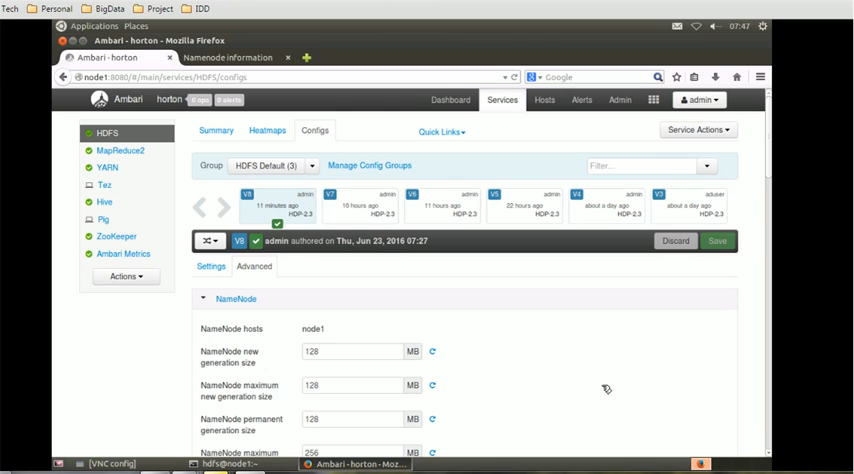 Tech Personal BigData Project IDD
Applications Places 07:47
Ambari - horton - Mozilla Firefox
Ambari - horton × Namenode information ×
node1:8080/#/main/services/HDFS/configs Google
Ambari horton 0 ops 0 alerts Dashboard Services Hosts Alerts Admin admin
HDFS
MapReduce2
YARN
Tez
Hive
Pig
ZooKeeper
Ambari Metrics
Actions
Summary Heatmaps Configs Quick Links Service Actions
Group HDFS Default (3) Manage Config Groups Filter...
V8 admin V7 admin V6 admin V5 admin V4 admin V3 aduser
11 minutes ago 10 hours ago 11 hours ago 22 hours ago about a day ago about a day ago
HDP-2.3 HDP-2.3 HDP-2.3 HDP-2.3 HDP-2.3 HDP-2.3
V8 admin authored on Thu, Jun 23, 2016 07:27 Discard Save
Settings Advanced
NameNode
NameNode hosts node1
NameNode new generation size 128 MB
NameNode maximum new generation size 128 MB
NameNode permanent generation size 128 MB
NameNode maximum 256 MB
[VNC config] hdfs@node1:~ Ambari - horton - Moz...